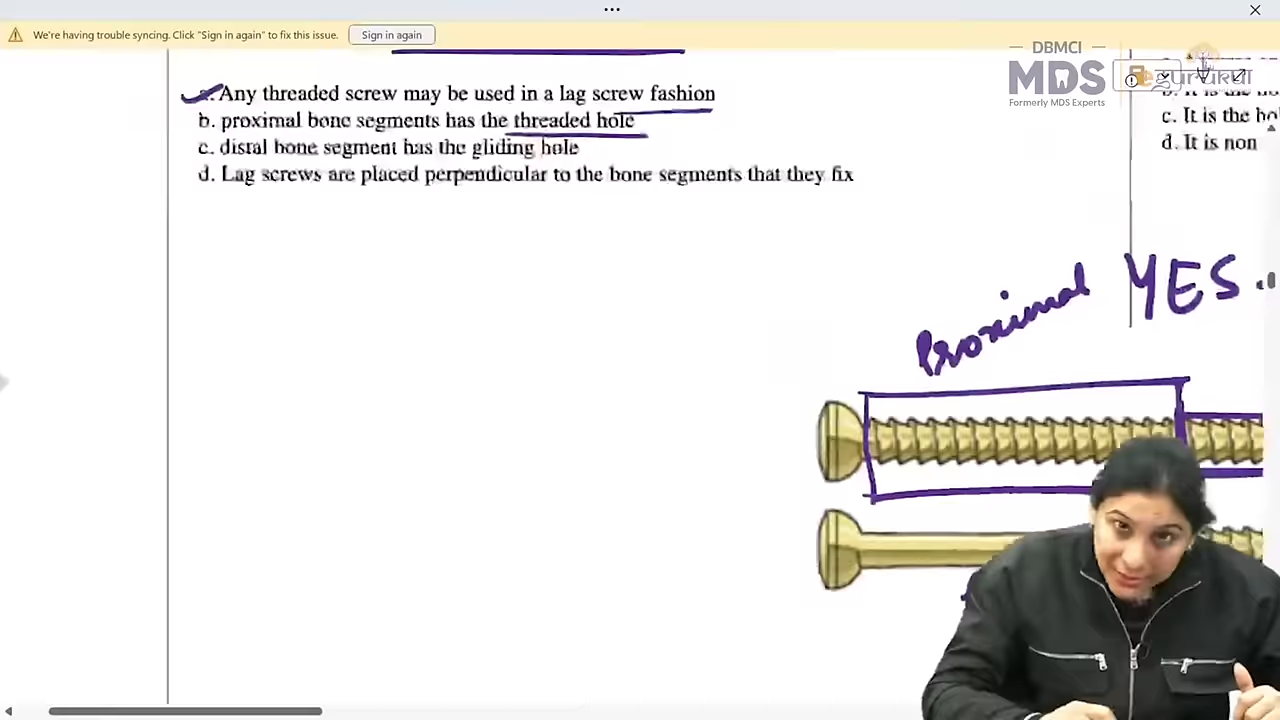 We're having trouble syncing. Click "Sign in again" to fix this issue.
Sign in again
DBMCI
MDS
Formerly MDS Experts
a. Any threaded screw may be used in a lag screw fashion
b. proximal bone segments has the threaded hole
c. distal bone segment has the gliding hole
d. Lag screws are placed perpendicular to the bone segments that they fix
c. It is the ho
d. It is non
Proximal YES